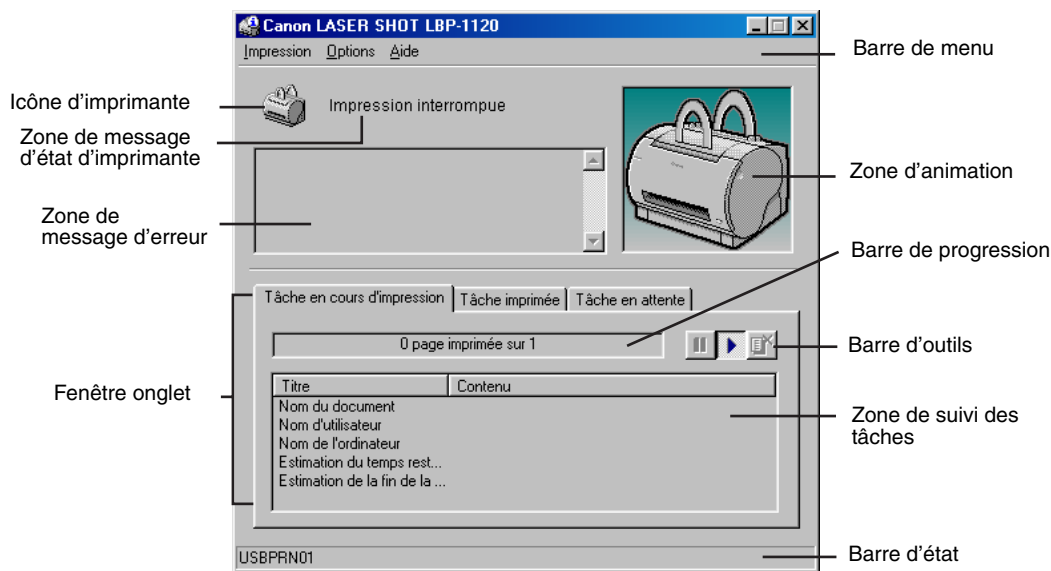 Canon LASER SHOT LBP-1120
Impression Options Aide
Barre de menu
Icône d'imprimante
Impression interrompue
Zone de message
d'état d'imprimante
Zone d'animation
Zone de
message d'erreur
Barre de progression
Tâche en cours d'impression Tâche imprimée Tâche en attente
0 page imprimée sur 1
Barre d'outils
Fenêtre onglet
Titre Contenu
Nom du document
Nom d'utilisateur
Nom de l'ordinateur
Estimation du temps rest...
Estimation de la fin de la ...
Zone de suivi des
tâches
USBPRN01
Barre d'état